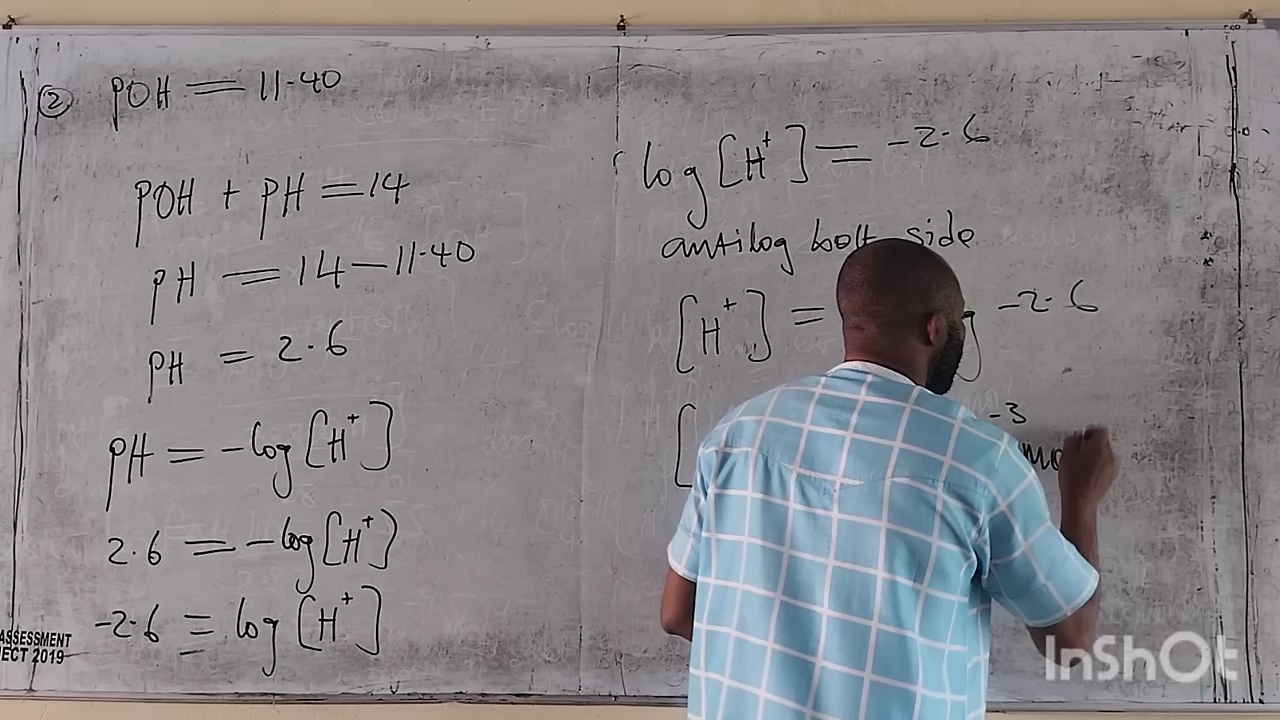 ② POH = 11.40
POH + PH = 14
PH = 14 - 11.40
PH = 2.6
PH = -log [H⁺]
2.6 = -log [H⁺]
-2.6 = log [H⁺]
ASSESSMENT
JECT 2019
log [H⁺] = -2.6
antilog both side
[H⁺] = g -2.6
[ -3
InShOt